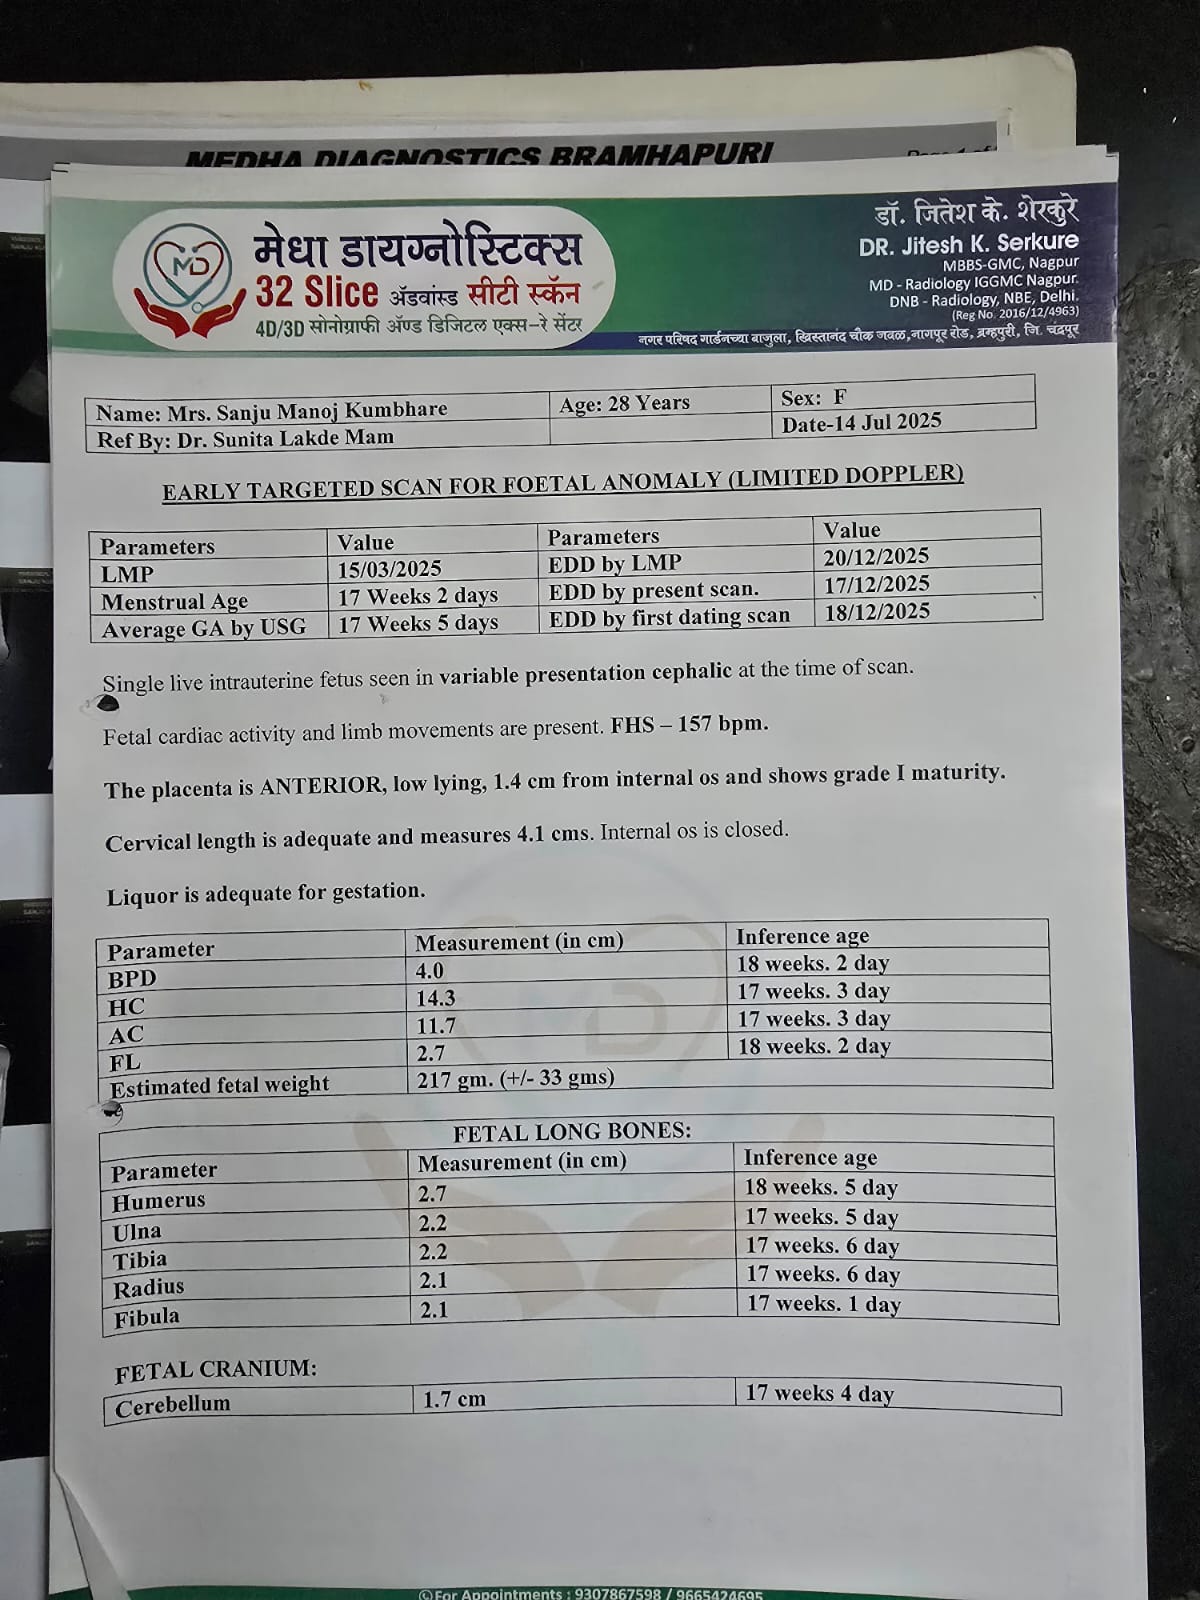 MEDHA DIAGNOSTICS BRAMHAPURI
मेधा डायग्नोस्टिक्स
32 Slice ॲडवांस्ड सीटी स्कॅन
4D/3D सोनोग्राफी ॲण्ड डिजिटल एक्स-रे सेंटर
डॉ. जितेश के. शेरकुरे
DR. Jitesh K. Serkure
MBBS-GMC, Nagpur
MD - Radiology IGGMC Nagpur.
DNB - Radiology, NBE, Delhi.
(Reg No. 2016/12/4963)
नगर परिषद गार्डनच्या बाजुला, ख्रिस्तानंद चौक जवळ, नागपूर रोड, ब्रम्हपुरी, जि. चंद्रपूर
MD
Name: Mrs. Sanju Manoj Kumbhare Age: 28 Years Sex: F
Ref By: Dr. Sunita Lakde Mam Date-14 Jul 2025
EARLY TARGETED SCAN FOR FOETAL ANOMALY (LIMITED DOPPLER)
Parameters Value Parameters Value
LMP 15/03/2025 EDD by LMP 20/12/2025
Menstrual Age 17 Weeks 2 days EDD by present scan. 17/12/2025
Average GA by USG 17 Weeks 5 days EDD by first dating scan 18/12/2025
Single live intrauterine fetus seen in variable presentation cephalic at the time of scan.
Fetal cardiac activity and limb movements are present. FHS – 157 bpm.
The placenta is ANTERIOR, low lying, 1.4 cm from internal os and shows grade I maturity.
Cervical length is adequate and measures 4.1 cms. Internal os is closed.
Liquor is adequate for gestation.
Parameter Measurement (in cm) Inference age
BPD 4.0 18 weeks. 2 day
HC 14.3 17 weeks. 3 day
AC 11.7 17 weeks. 3 day
FL 2.7 18 weeks. 2 day
Estimated fetal weight 217 gm. (+/- 33 gms)
FETAL LONG BONES:
Parameter Measurement (in cm) Inference age
Humerus 2.7 18 weeks. 5 day
Ulna 2.2 17 weeks. 5 day
Tibia 2.2 17 weeks. 6 day
Radius 2.1 17 weeks. 6 day
Fibula 2.1 17 weeks. 1 day
FETAL CRANIUM:
Cerebellum 1.7 cm 17 weeks 4 day
For Appointments : 9307867598 / 9665424695